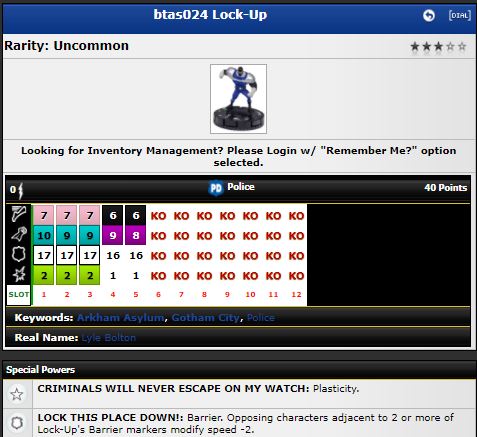 btas024 Lock-Up
[DIAL]
Rarity: Uncommon
Looking for Inventory Management? Please Login w/ "Remember Me?" option
selected.
0 PD Police 40 Points
7 7 7 6 6 KO KO KO KO KO KO KO
10 9 9 9 8 KO KO KO KO KO KO KO
17 17 17 16 16 KO KO KO KO KO KO KO
2 2 2 1 1 KO KO KO KO KO KO KO
SLOT 1 2 3 4 5 6 7 8 9 10 11 12
Keywords: Arkham Asylum, Gotham City, Police
Real Name: Lyle Bolton
Special Powers
CRIMINALS WILL NEVER ESCAPE ON MY WATCH: Plasticity.
LOCK THIS PLACE DOWN!: Barrier. Opposing characters adjacent to 2 or more of
Lock-Up's Barrier markers modify speed -2.